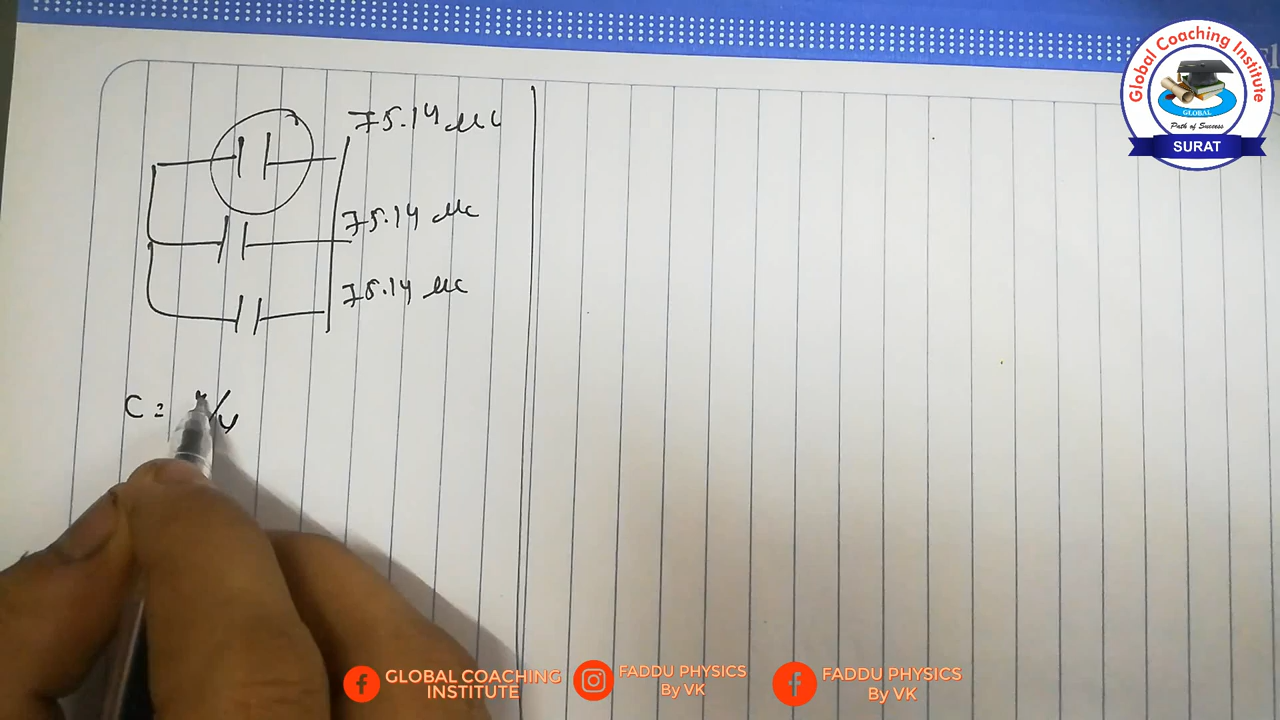 75.14 μC
75.14 μC
75.14 μC
C =
/V
Global Coaching Institute
GLOBAL
Path of Success
SURAT
GLOBAL COACHING
INSTITUTE
FADDU PHYSICS
By VK
FADDU PHYSICS
By VK